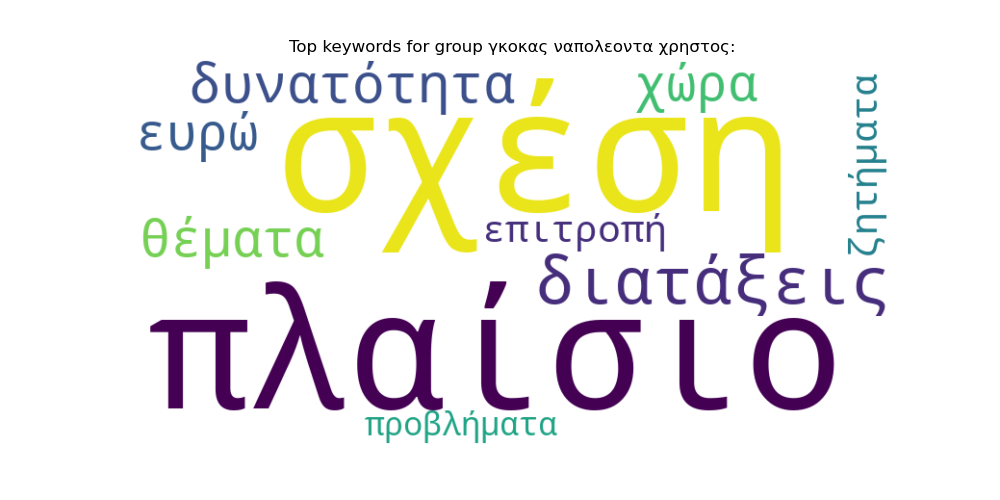 Top keywords for group γκοκας ναπολεοντα χρηστος:
δυνατότητα
χώρα
ευρώ
σχέση
ζητήματα
θέματα
επιτροπή
διατάξεις
πλαίσιο
προβλήματα